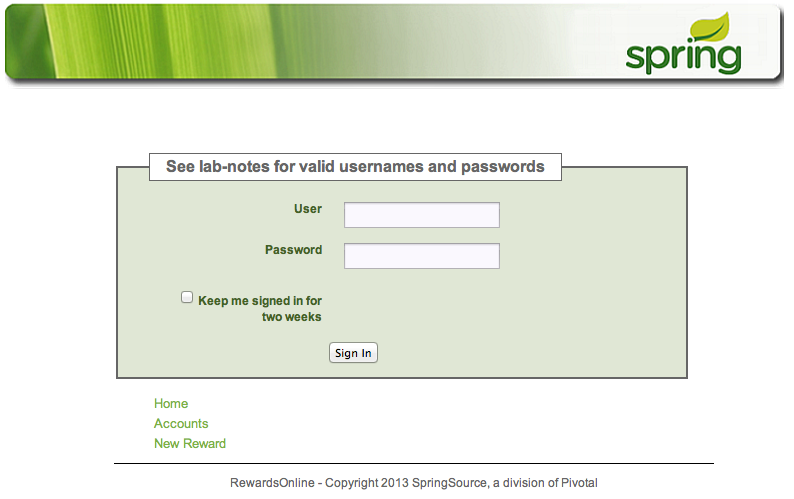 spring
See lab-notes for valid usernames and passwords
User
Password
Keep me signed in for
two weeks
Sign In
Home
Accounts
New Reward
RewardsOnline - Copyright 2013 SpringSource, a division of Pivotal